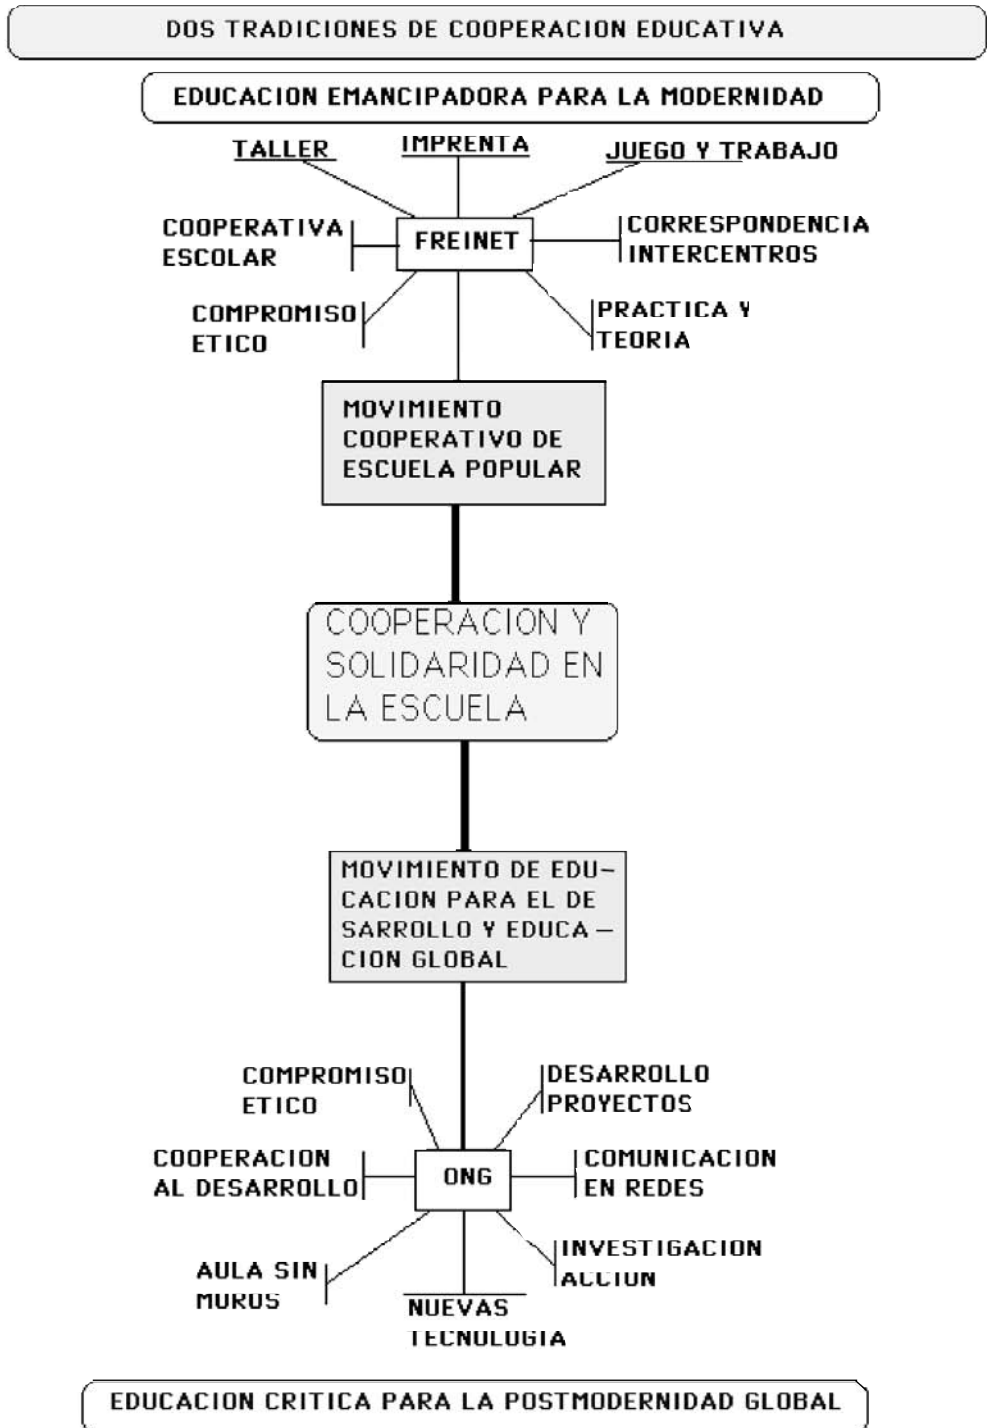 DOS TRADICIONES DE COOPERACION EDUCATIVA
EDUCACION EMANCIPADORA PARA LA MODERNIDAD
TALLER
IMPRENTA
JUEGO Y TRABAJO
COOPERATIVA
ESCOLAR
FREINET
CORRESPONDENCIA
INTERCENTROS
COMPROMISO
ETICO
PRACTICA Y
TEORIA
MOVIMIENTO
COOPERATIVO DE
ESCUELA POPULAR
COOPERACION Y
SOLIDARIDAD EN
LA ESCUELA
MOVIMIENTO DE EDU-
CACION PARA EL DE
SARROLLO Y EDUCA-
CION GLOBAL
COMPROMISO
ETICO
DESARROLLO
PROYECTOS
COOPERACION
AL DESARROLLO
ONG
COMUNICACION
EN REDES
AULA SIN
MUROS
NUEVAS
TECNOLOGIA
INVESTIGACION
ACCION
EDUCACION CRITICA PARA LA POSTMODERNIDAD GLOBAL